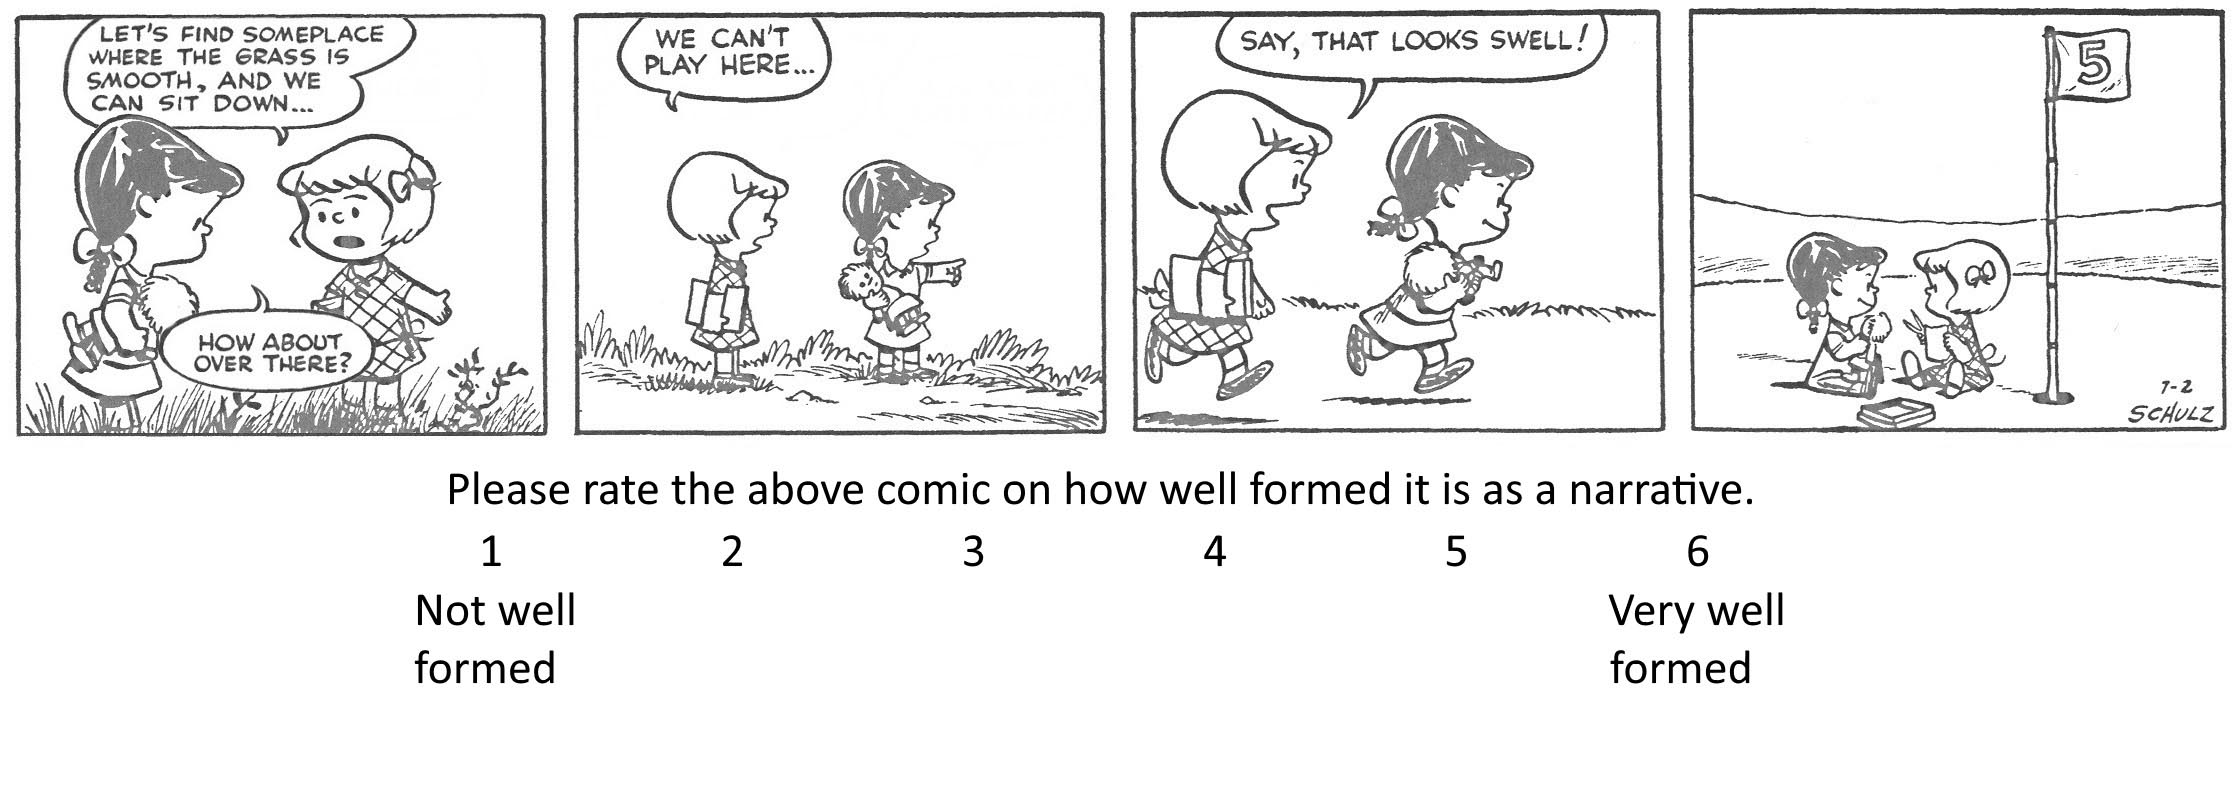 LET'S FIND SOMEPLACE
WHERE THE GRASS IS
SMOOTH, AND WE
CAN SIT DOWN...
HOW ABOUT
OVER THERE?
WE CAN'T
PLAY HERE...
SAY, THAT LOOKS SWELL!
5
7-2
SCHULZ
Please rate the above comic on how well formed it is as a narrative.
1 2 3 4 5 6
Not well
formed
Very well
formed